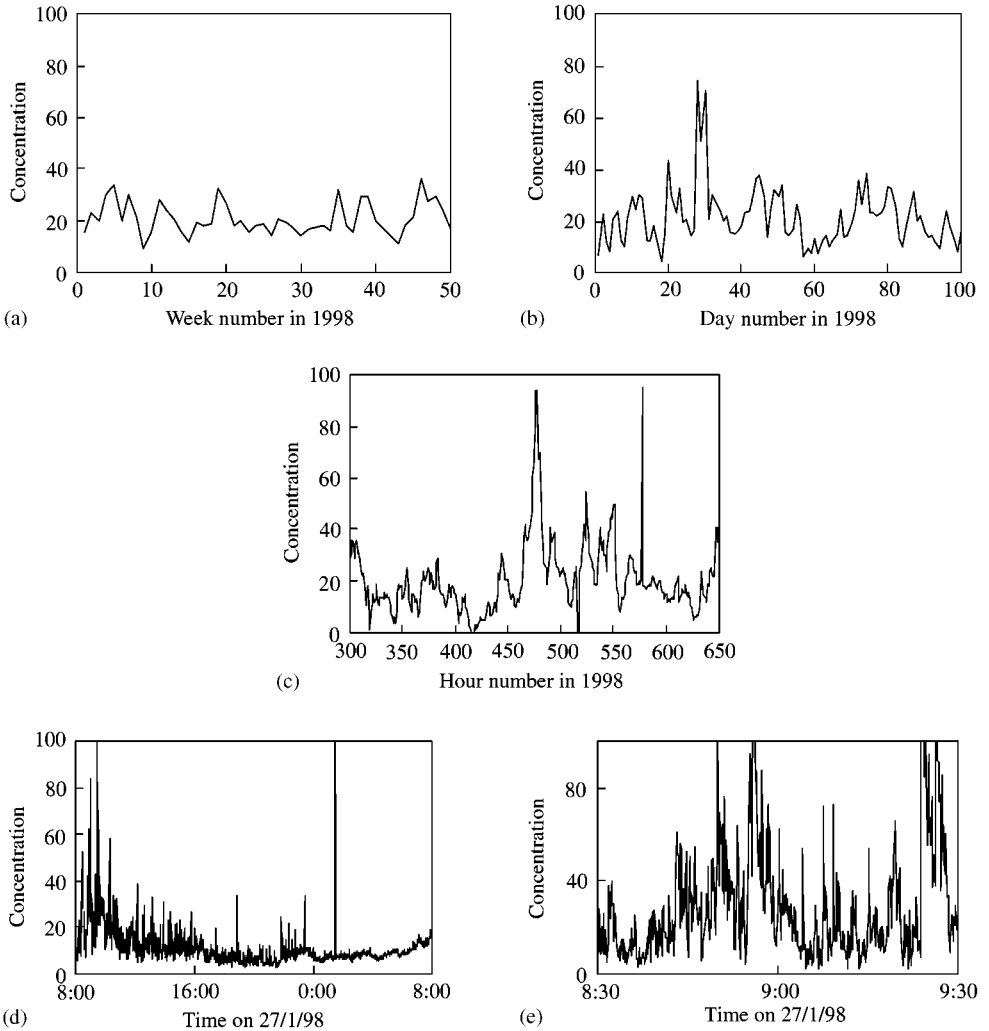 100
80
60
40
20
0
Concentration
0 10 20 30 40 50
(a) Week number in 1998
100
80
60
40
20
0
Concentration
0 20 40 60 80 100
(b) Day number in 1998
100
80
60
40
20
0
Concentration
300 350 400 450 500 550 600 650
(c) Hour number in 1998
100
80
60
40
20
0
Concentration
8:00 16:00 0:00 8:00
(d) Time on 27/1/98
80
40
0
Concentration
8:30 9:00 9:30
(e) Time on 27/1/98